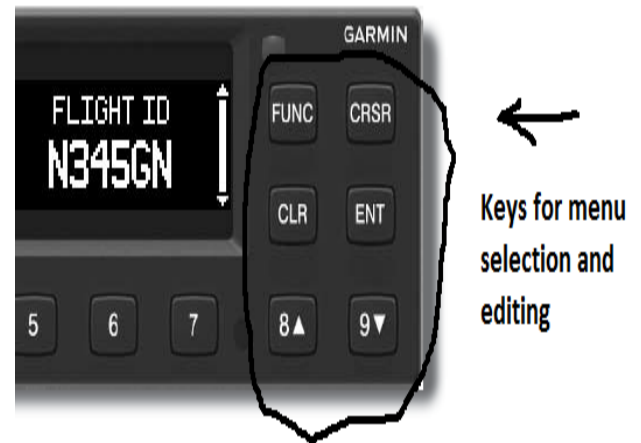 GARMIN
FLIGHT ID
N345GN
FUNC CRSR
CLR ENT
5 6 7 8▲ 9▼
Keys for menu
selection and
editing